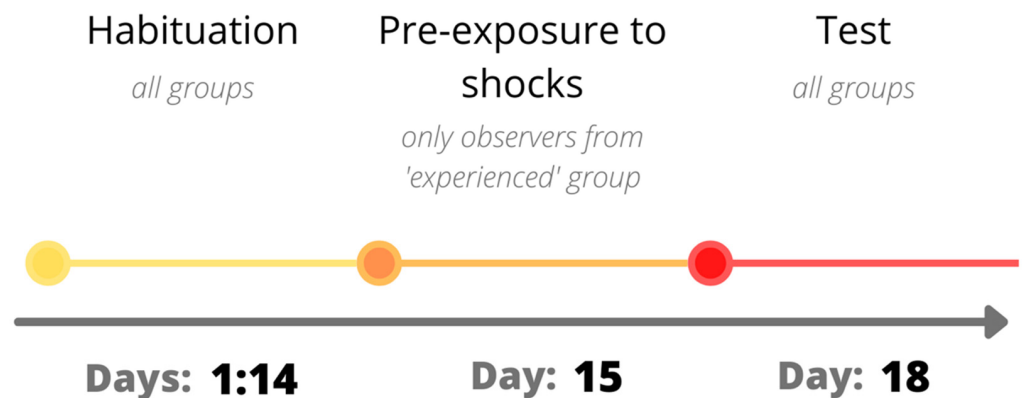 Habituation
all groups
Pre-exposure to
shocks
only observers from
'experienced' group
Test
all groups
Days: 1:14
Day: 15
Day: 18